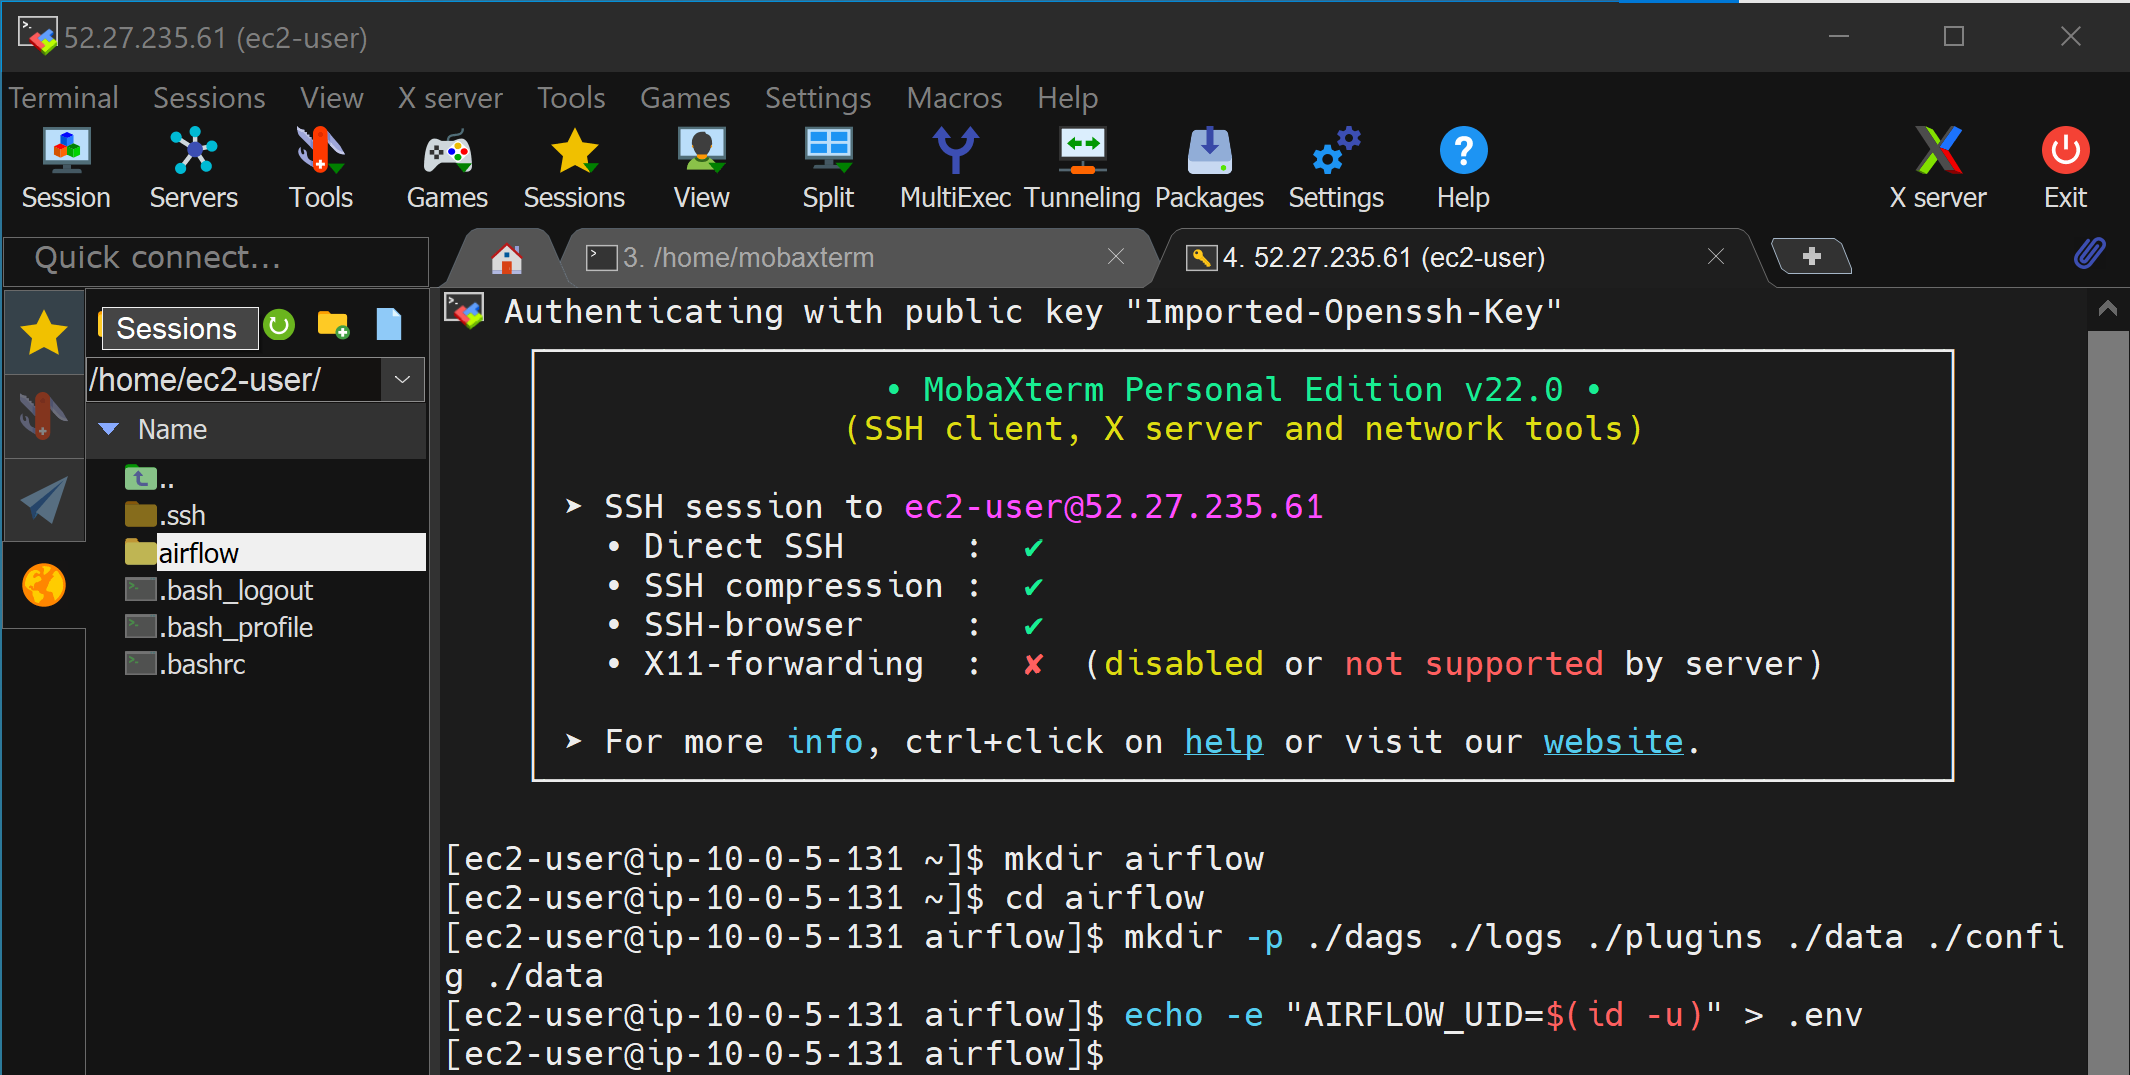 52.27.235.61 (ec2-user)
Terminal Sessions View X server Tools Games Settings Macros Help
Session Servers Tools Games Sessions View Split MultiExec Tunneling Packages Settings Help X server Exit
Quick connect...
3. /home/mobaxterm
4. 52.27.235.61 (ec2-user)
Sessions
/home/ec2-user/
Name
..
.ssh
airflow
.bash_logout
.bash_profile
.bashrc
Authenticating with public key "Imported-Openssh-Key"
• MobaXterm Personal Edition v22.0 •
(SSH client, X server and network tools)
➤ SSH session to ec2-user@52.27.235.61
• Direct SSH : ✔
• SSH compression : ✔
• SSH-browser : ✔
• X11-forwarding : ✘ (disabled or not supported by server)
➤ For more info, ctrl+click on help or visit our website.
[ec2-user@ip-10-0-5-131 ~]$ mkdir airflow
[ec2-user@ip-10-0-5-131 ~]$ cd airflow
[ec2-user@ip-10-0-5-131 airflow]$ mkdir -p ./dags ./logs ./plugins ./data ./confi
g ./data
[ec2-user@ip-10-0-5-131 airflow]$ echo -e "AIRFLOW_UID=$(id -u)" > .env
[ec2-user@ip-10-0-5-131 airflow]$